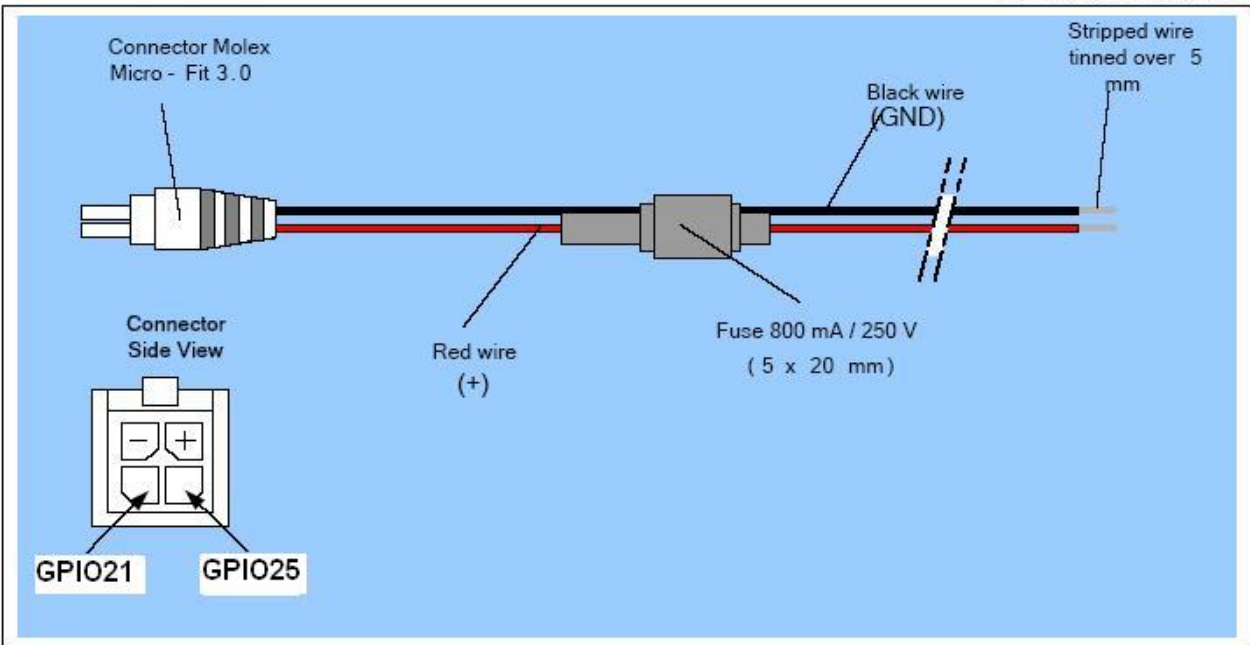 Connector Molex
Micro - Fit 3.0
Stripped wire
tinned over 5
mm
Black wire
(GND)
Connector
Side View
Red wire
(+)
Fuse 800 mA / 250 V
( 5 x 20 mm)
- +
GPIO21
GPIO25